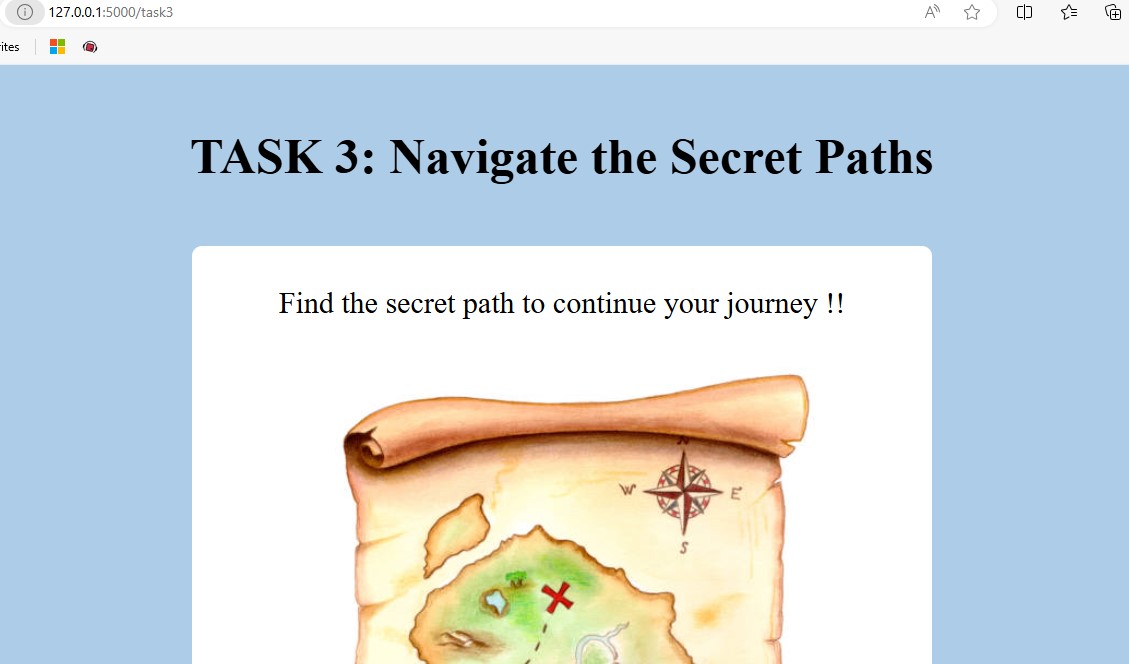 127.0.0.1:5000/task3
ites
TASK 3: Navigate the Secret Paths
Find the secret path to continue your journey !!
N
W E
S